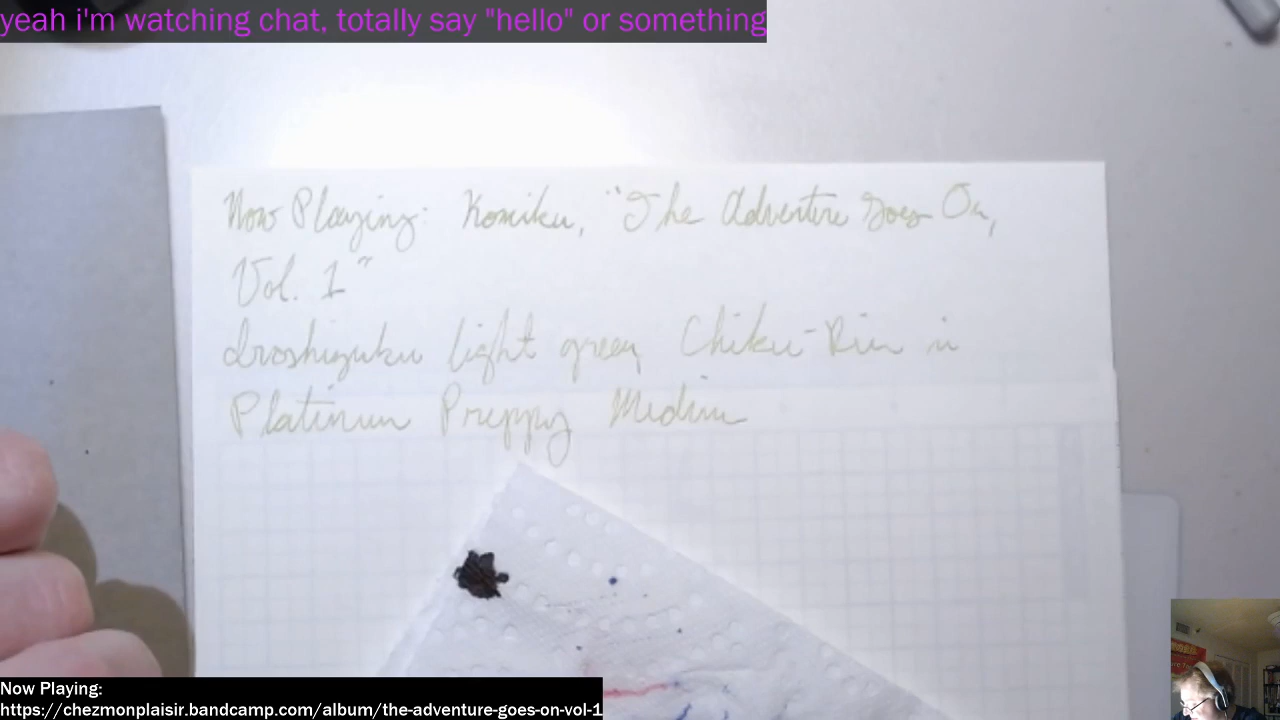 yeah i'm watching chat, totally say "hello" or something
Now Playing: Komiku, "The Adventure Goes On,
Vol. 1"
Iroshizuku light green, Chiku-Rin in
Platinum Preppy Medium
Now Playing:
https://chezmonplaisir.bandcamp.com/album/the-adventure-goes-on-vol-1